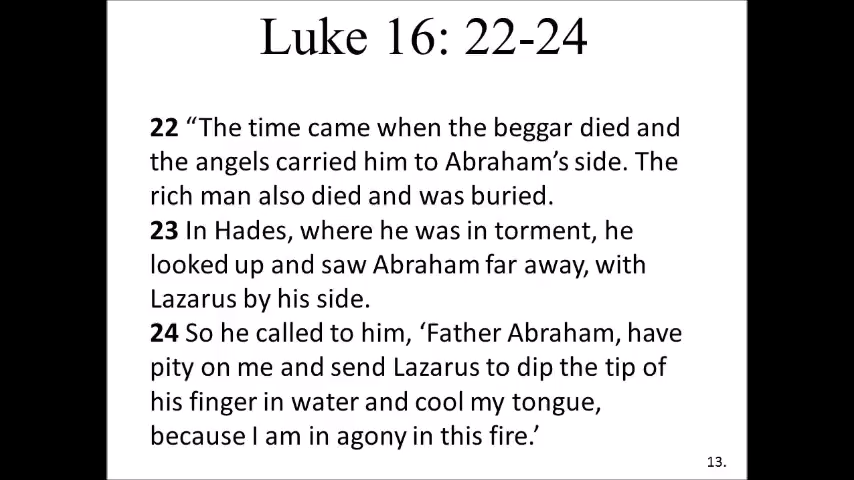 Luke 16: 22-24
22 “The time came when the beggar died and
the angels carried him to Abraham’s side. The
rich man also died and was buried.
23 In Hades, where he was in torment, he
looked up and saw Abraham far away, with
Lazarus by his side.
24 So he called to him, ‘Father Abraham, have
pity on me and send Lazarus to dip the tip of
his finger in water and cool my tongue,
because I am in agony in this fire.’
13.